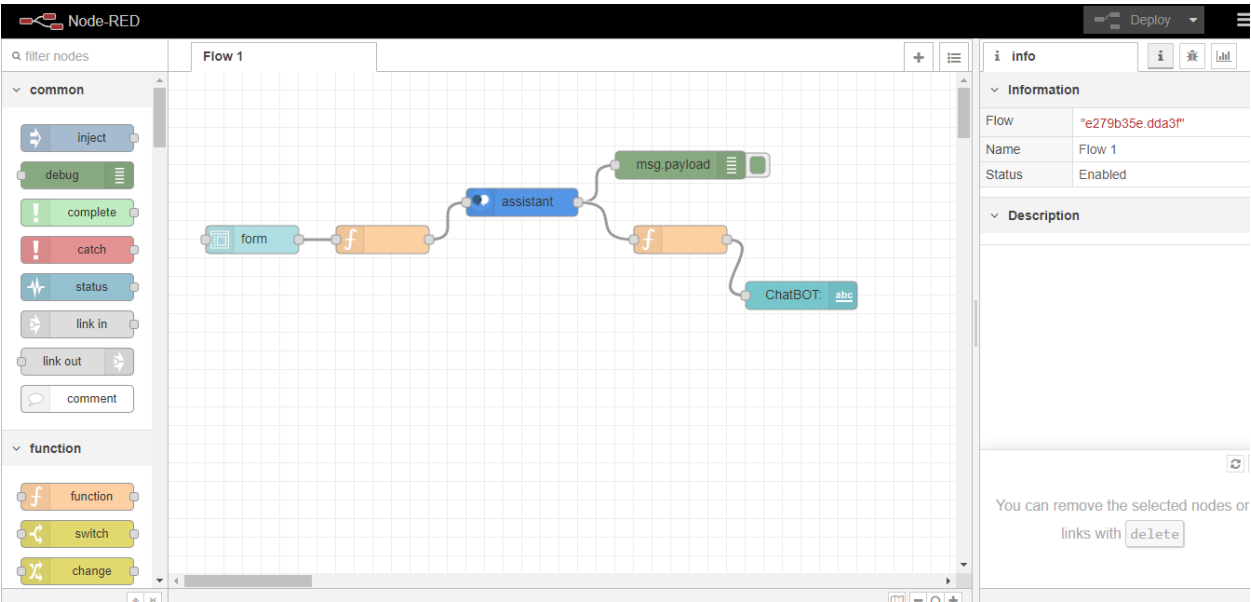 Node-RED
Deploy
filter nodes
Flow 1
i info
i
common
Information
inject
debug
complete
catch
status
link in
link out
comment
function
function
switch
change
form
f
assistant
msg.payload
f
ChatBOT: abc
Flow "e279b35e.dda3f"
Name Flow 1
Status Enabled
Description
You can remove the selected nodes or
links with delete